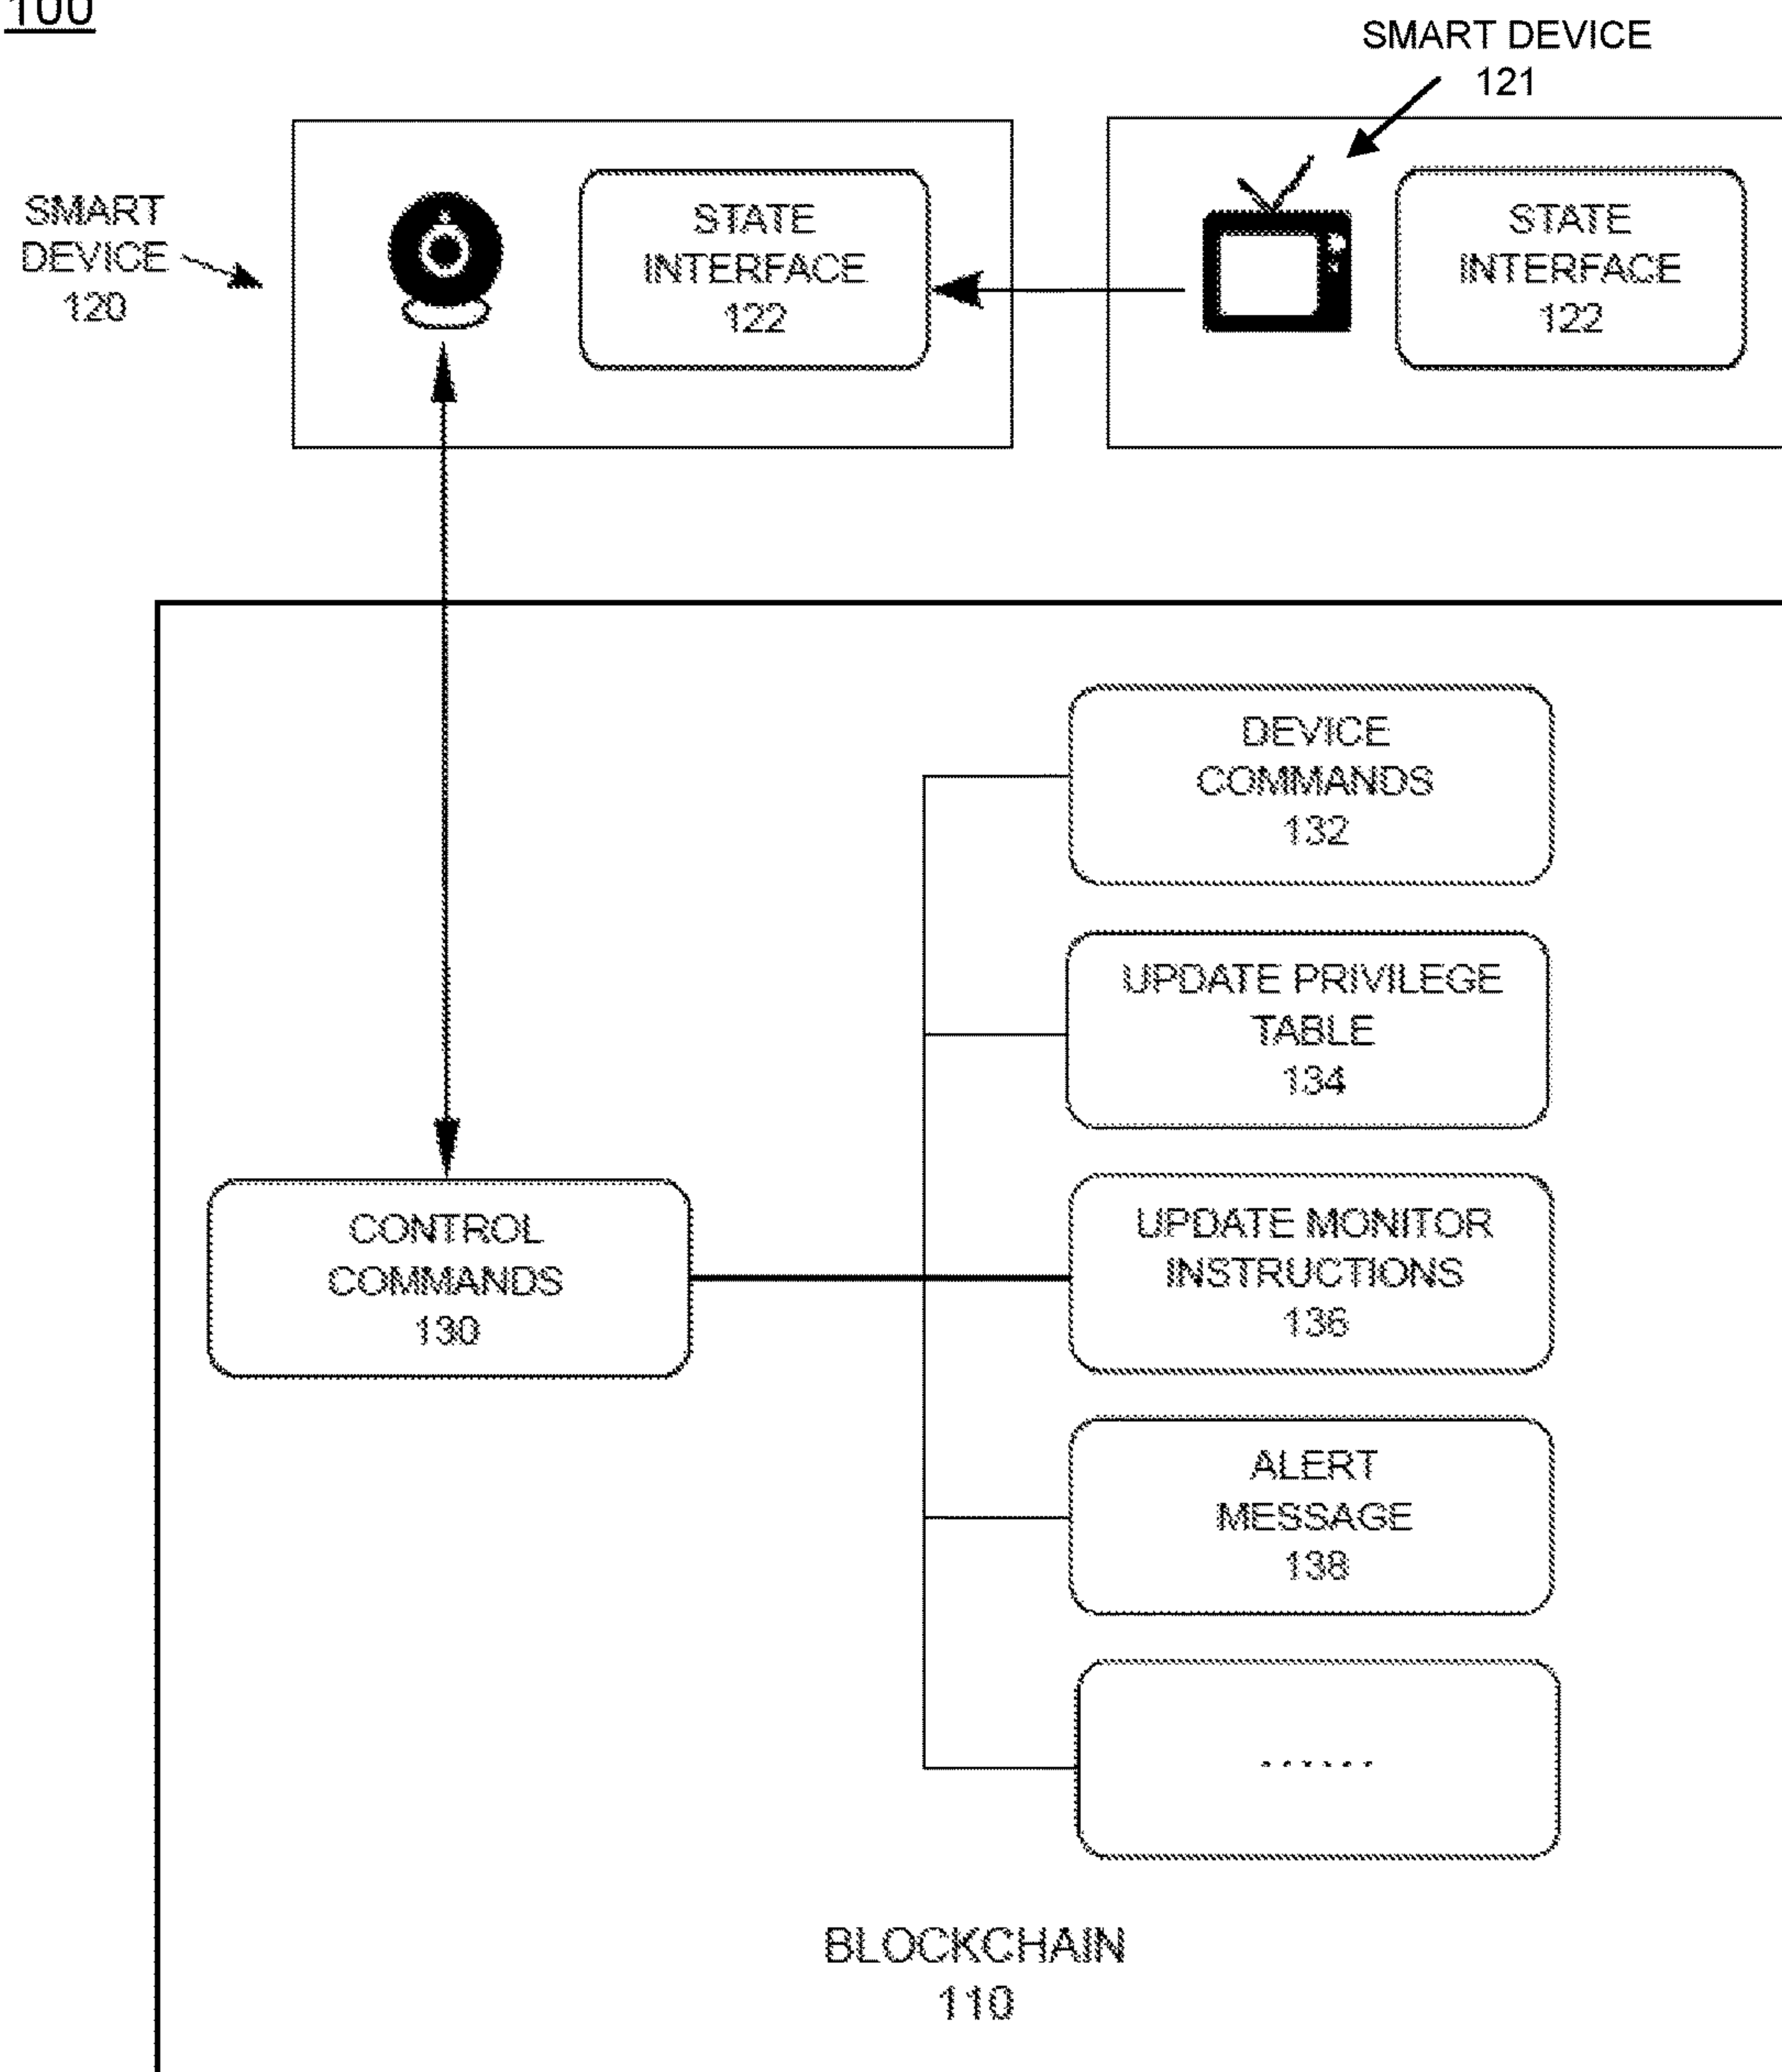 100
SMART DEVICE
121
SMART
DEVICE
120
STATE
INTERFACE
122
STATE
INTERFACE
122
DEVICE
COMMANDS
132
UPDATE PRIVILEGE
TABLE
134
CONTROL
COMMANDS
130
UPDATE MONITOR
INSTRUCTIONS
136
ALERT
MESSAGE
138
......
BLOCKCHAIN
110